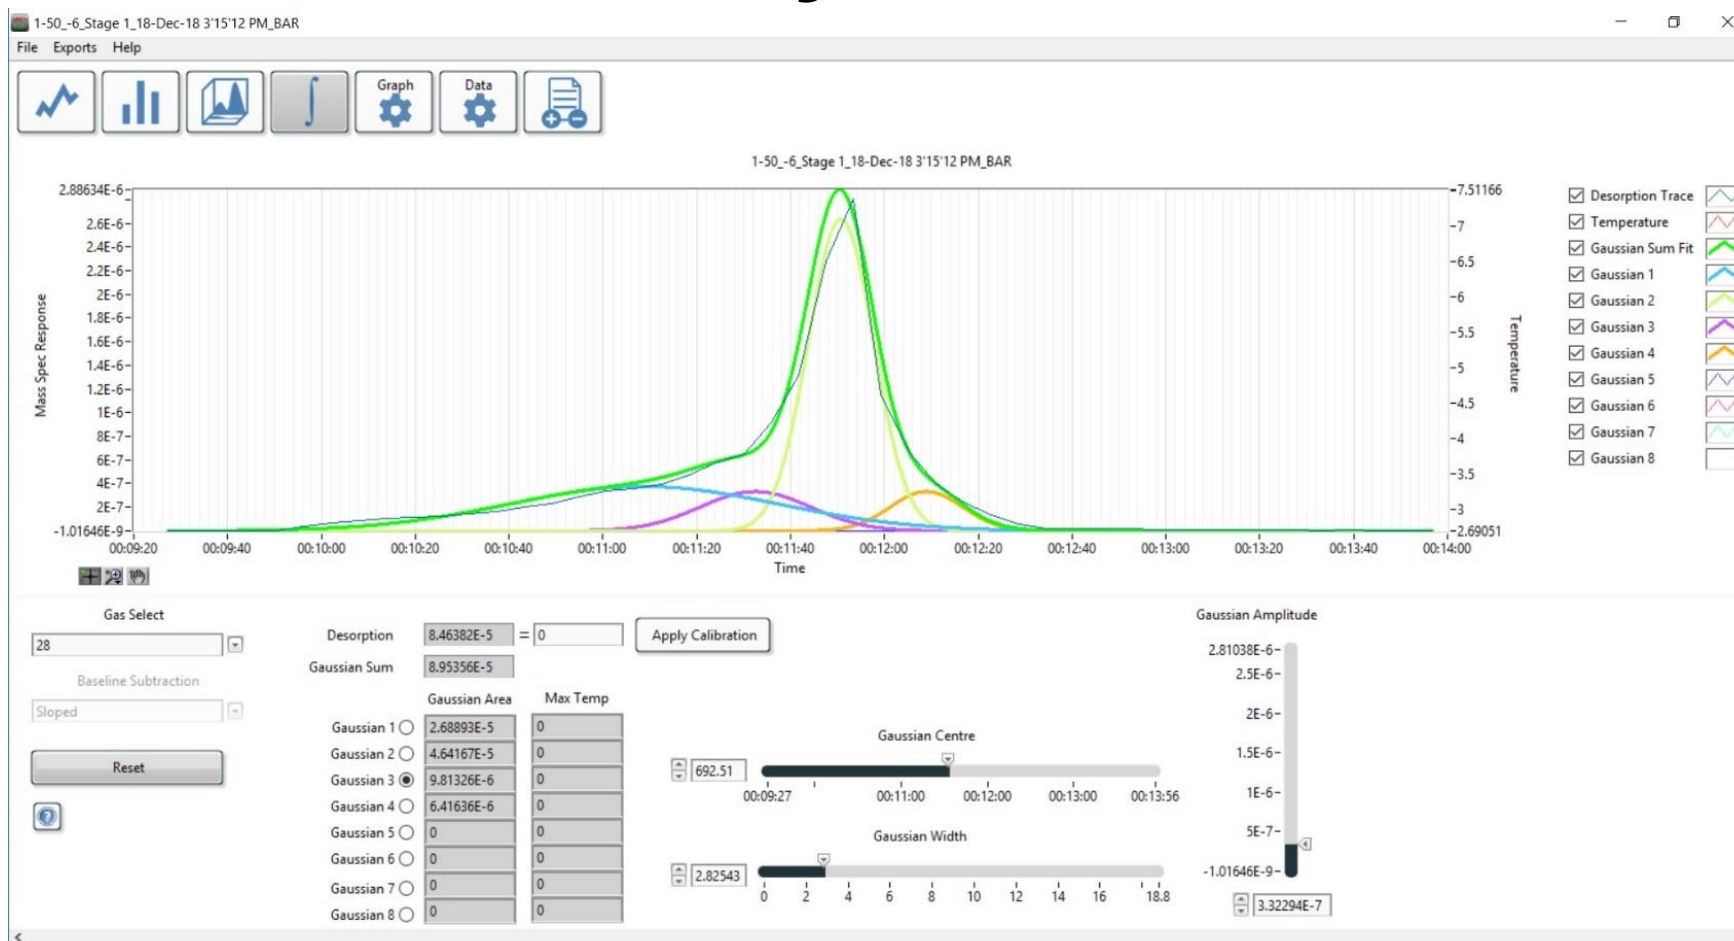 1-50_-6_Stage 1_18-Dec-18 3'15'12 PM_BAR
File Exports Help
Graph Data
1-50_-6_Stage 1_18-Dec-18 3'15'12 PM_BAR
Mass Spec Response
2.88634E-6
2.6E-6
2.4E-6
2.2E-6
2E-6
1.8E-6
1.6E-6
1.4E-6
1.2E-6
1E-6
8E-7
6E-7
4E-7
2E-7
-1.01646E-9
7.51166
7
6.5
6
5.5
5
4.5
4
3.5
3
2.69051
Temperature
00:09:20 00:09:40 00:10:00 00:10:20 00:10:40 00:11:00 00:11:20 00:11:40 00:12:00 00:12:20 00:12:40 00:13:00 00:13:20 00:13:40 00:14:00
Time
Desorption Trace
Temperature
Gaussian Sum Fit
Gaussian 1
Gaussian 2
Gaussian 3
Gaussian 4
Gaussian 5
Gaussian 6
Gaussian 7
Gaussian 8
Gas Select
28
Baseline Subtraction
Sloped
Reset
Desorption 8.46382E-5 = 0 Apply Calibration
Gaussian Sum 8.95356E-5
Gaussian Area Max Temp
Gaussian 1 2.68893E-5 0
Gaussian 2 4.64167E-5 0
Gaussian 3 9.81326E-6 0
Gaussian 4 6.41636E-6 0
Gaussian 5 0 0
Gaussian 6 0 0
Gaussian 7 0 0
Gaussian 8 0 0
Gaussian Centre
692.51
00:09:27 00:11:00 00:12:00 00:13:00 00:13:56
Gaussian Width
2.82543
0 2 4 6 8 10 12 14 16 18.8
Gaussian Amplitude
2.81038E-6
2.5E-6
2E-6
1.5E-6
1E-6
5E-7
-1.01646E-9
3.32294E-7